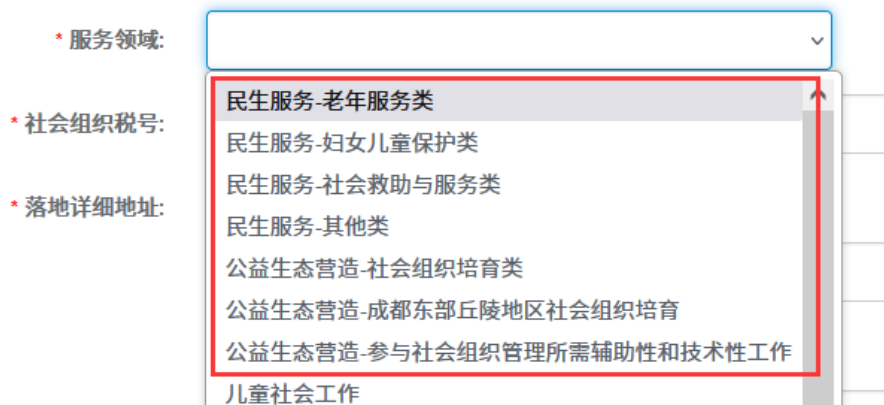 * 服务领域:
民生服务-老年服务类
* 社会组织税号:
民生服务-妇女儿童保护类
民生服务-社会救助与服务类
* 落地详细地址:
民生服务-其他类
公益生态营造-社会组织培育类
公益生态营造-成都东部丘陵地区社会组织培育
公益生态营造-参与社会组织管理所需辅助性和技术性工作
儿童社会工作